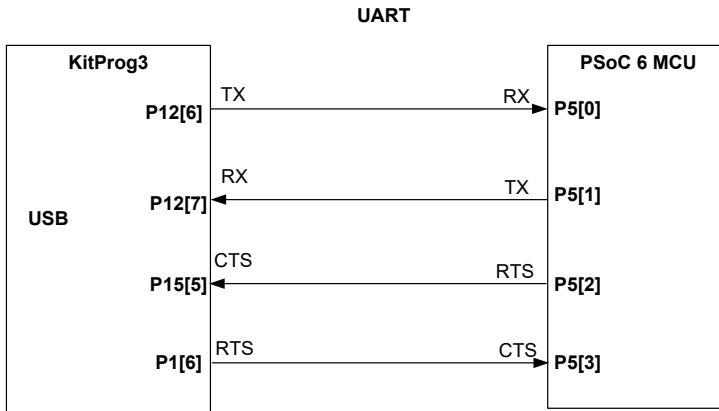 UART
KitProg3 PSoC 6 MCU
TX RX
P12[6] P5[0]
RX TX
P12[7] P5[1]
USB
CTS RTS
P15[5] P5[2]
RTS CTS
P1[6] P5[3]